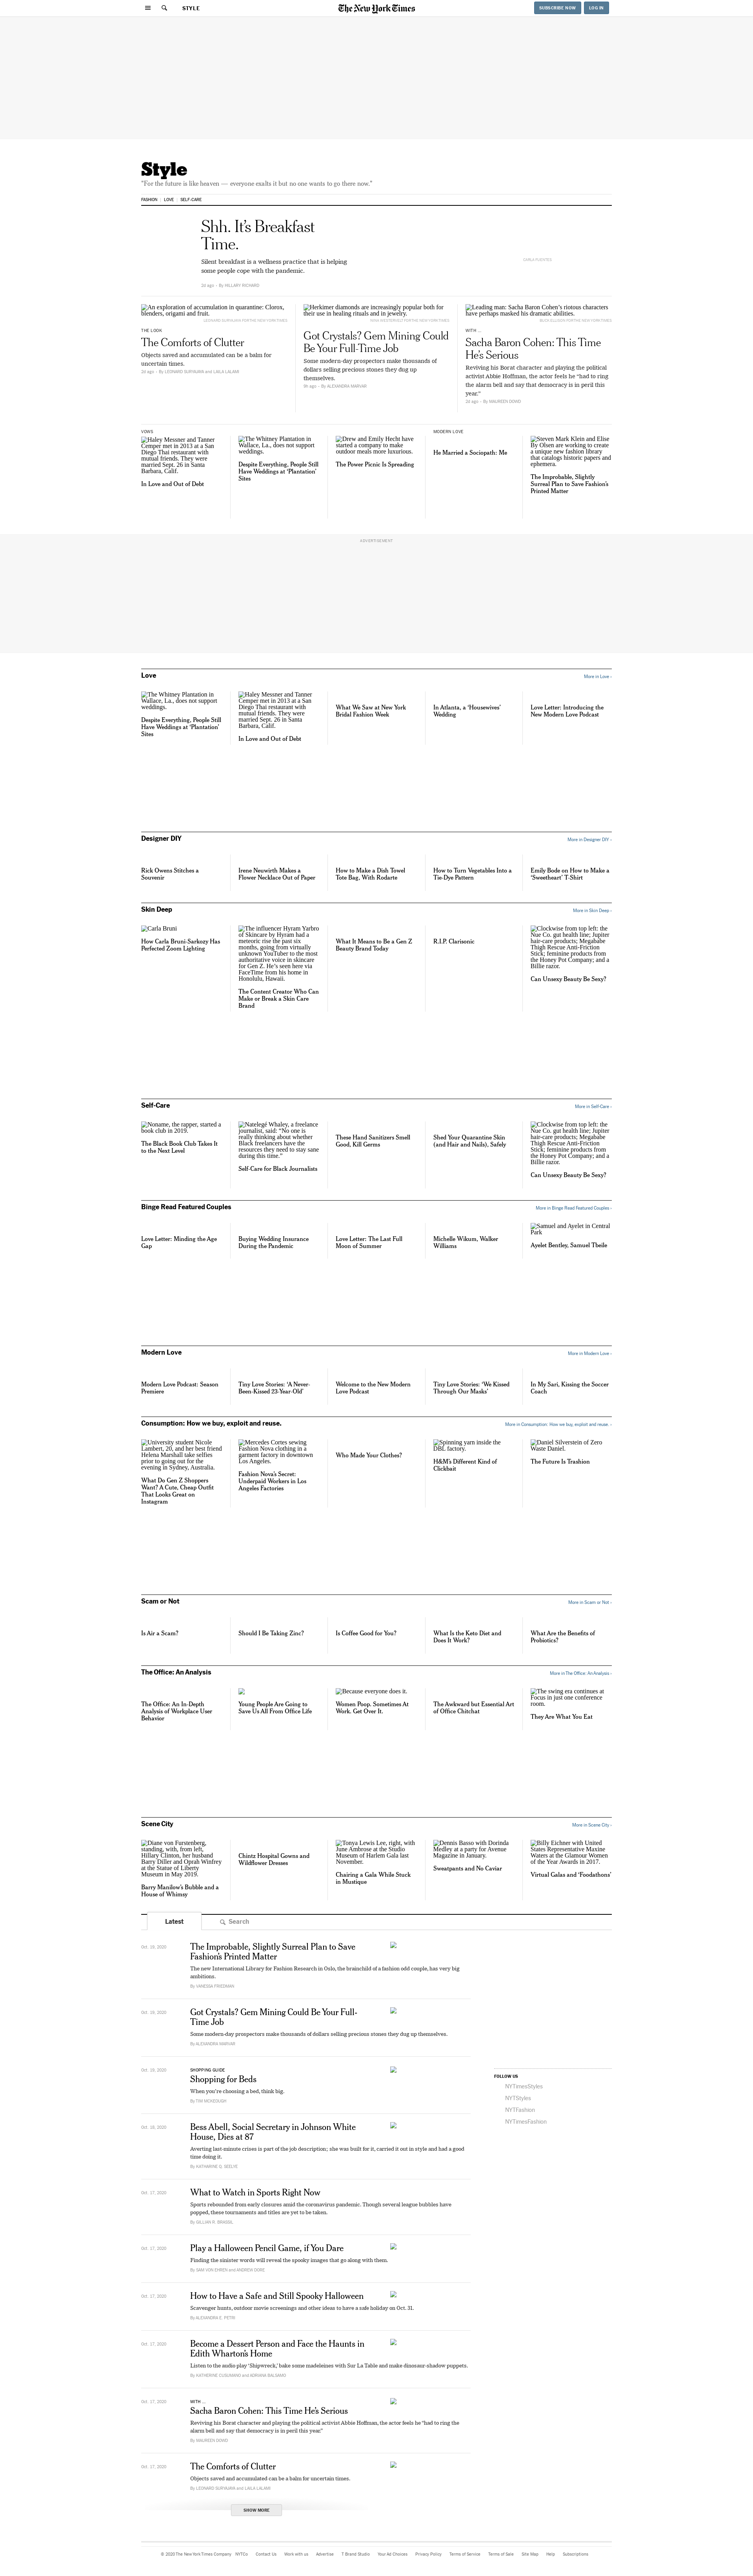 STYLE
The New York Times
SUBSCRIBE NOW
LOG IN
Style
"For the future is like heaven — everyone exalts it but no one wants to go there now."
FASHION
LOVE
SELF-CARE
Shh. It's Breakfast
Time.
Silent breakfast is a wellness practice that is helping
some people cope with the pandemic.
By HILLARY RICHARD
An exploration of accumulation in quarantine: Clorox,
blenders, origami and fruit.
LEONARD SURYAJAYA FOR THE NEW YORK TIMES
THE LOOK
The Comforts of Clutter
Objects saved and accumulated can be a balm for
uncertain times.
By LEONARD SURYAJAYA and LAILA LALAMI
Herkimer diamonds are increasingly popular both for
their use in healing rituals and in jewelry.
Got Crystals? Gem Mining Could
Be Your Full-Time Job
Some modern-day prospectors make thousands of
dollars selling precious stones they dug up
themselves.
By ALEXANDRA MARVAR
Leading man: Sacha Baron Cohen's riotous characters
have perhaps masked his dramatic abilities.
WITH ...
Sacha Baron Cohen: This Time
He's Serious
Reviving his Borat character and playing the political
activist Abbie Hoffman, the actor feels he "had to ring
the alarm bell and say that democracy is in peril this
year."
By MAUREEN DOWD
VOWS
Haley Messner and Tanner
Cemper met in 2013 at a San
Diego Thai restaurant with
mutual friends. They were
married Sept. 26 in Santa
Barbara, Calif.
In Love and Out of Debt
The Whitney Plantation in
Wallace, La., does not support
weddings.
Despite Everything, People Still
Have Weddings at 'Plantation'
Sites
Drew and Emily Hecht have
started a company to make
outdoor meals more luxurious.
The Power Picnic Is Spreading
MODERN LOVE
He Married a Sociopath: Me
Steven Mark Klein and Elise
By Olsen are working to create
a unique new fashion library
that catalogs historic papers and
ephemera.
The Improbable, Slightly
Surreal Plan to Save Fashion's
Printed Matter
ADVERTISEMENT
Love
More in Love ›
The Whitney Plantation in
Wallace, La., does not support
weddings.
Despite Everything, People Still
Have Weddings at 'Plantation'
Sites
Haley Messner and Tanner
Cemper met in 2013 at a San
Diego Thai restaurant with
mutual friends. They were
married Sept. 26 in Santa
Barbara, Calif.
In Love and Out of Debt
What We Saw at New York
Bridal Fashion Week
In Atlanta, a 'Housewives'
Wedding
Love Letter: Introducing the
New Modern Love Podcast
Designer DIY
More in Designer DIY ›
Rick Owens Stitches a
Souvenir
Irene Neuwirth Makes a
Flower Necklace Out of Paper
How to Make a Dish Towel
Tote Bag, With Rodarte
How to Turn Vegetables Into a
Tie-Dye Pattern
Emily Bode on How to Make a
'Sweetheart' T-Shirt
Skin Deep
More in Skin Deep ›
Carla Bruni
How Carla Bruni-Sarkozy Has
Perfected Zoom Lighting
The influencer Hyram Yarbro
of Skincare by Hyram had a
meteoric rise the past six
months, going from virtually
unknown YouTuber to the most
authoritative voice in skincare
for Gen Z. He's seen here via
FaceTime from his home in
Honolulu, Hawaii.
The Content Creator Who Can
Make or Break a Skin Care
Brand
What It Means to Be a Gen Z
Beauty Brand Today
R.I.P. Clarisonic
Clockwise from top left: the
Nue Co. gut health line; Jupiter
hair-care products; Megababe
Thigh Rescue Anti-Friction
Stick; feminine products from
the Honey Pot Company; and a
Billie razor.
Can Unsexy Beauty Be Sexy?
Self-Care
More in Self-Care ›
Noname, the rapper, started a
book club in 2019.
The Black Book Club Takes It
to the Next Level
Natelegé Whaley, a freelance
journalist, said: "No one is
really thinking about whether
Black freelancers have the
resources they need to stay sane
during this time."
Self-Care for Black Journalists
These Hand Sanitizers Smell
Good, Kill Germs
Shed Your Quarantine Skin
(and Hair and Nails), Safely
Clockwise from top left: the
Nue Co. gut health line; Jupiter
hair-care products; Megababe
Thigh Rescue Anti-Friction
Stick; feminine products from
the Honey Pot Company; and a
Billie razor.
Can Unsexy Beauty Be Sexy?
Binge Read Featured Couples
More in Binge Read Featured Couples ›
Love Letter: Minding the Age
Gap
Buying Wedding Insurance
During the Pandemic
Love Letter: The Last Full
Moon of Summer
Michelle Wikum, Walker
Williams
Samuel and Ayelet in Central
Park
Ayelet Bentley, Samuel Theile
Modern Love
More in Modern Love ›
Modern Love Podcast: Season
Premiere
Tiny Love Stories: 'A Never-
Been-Kissed 23-Year-Old'
Welcome to the New Modern
Love Podcast
Tiny Love Stories: 'We Kissed
Through Our Masks'
In My Sari, Kissing the Soccer
Coach
Consumption: How we buy, exploit and reuse.
More in Consumption: How we buy, exploit and reuse. ›
University student Nicole
Lambert, 20, and her best friend
Helena Marshall take selfies
prior to going out for the
evening in Sydney, Australia.
What Do Gen Z Shoppers
Want? A Cute, Cheap Outfit
That Looks Great on
Instagram
Mercedes Cortes sewing
Fashion Nova clothing in a
garment factory in downtown
Los Angeles.
Fashion Nova's Secret:
Underpaid Workers in Los
Angeles Factories
Who Made Your Clothes?
Spinning yarn inside the
DBL factory.
H&M's Different Kind of
Clickbait
Daniel Silverstein of Zero
Waste Daniel.
The Future Is Trashion
Scam or Not
More in Scam or Not ›
Is Air a Scam?
Should I Be Taking Zinc?
Is Coffee Good for You?
What Is the Keto Diet and
Does It Work?
What Are the Benefits of
Probiotics?
The Office: An Analysis
More in The Office: An Analysis ›
The Office: An In-Depth
Analysis of Workplace User
Behavior
Young People Are Going to
Save Us All From Office Life
Because everyone does it.
Women Poop. Sometimes At
Work. Get Over It.
The Awkward but Essential Art
of Office Chitchat
The swing era continues at
Focus in just one conference
room.
They Are What You Eat
Scene City
More in Scene City ›
Diane von Furstenberg,
standing, with, from left,
Hillary Clinton, her husband
Barry Diller and Oprah Winfrey
at the Statue of Liberty
Museum in May 2019.
Barry Manilow's Bubble and a
House of Whimsy
Chintz Hospital Gowns and
Wildflower Dresses
Tonya Lewis Lee, right, with
June Ambrose at the Studio
Museum of Harlem Gala last
November.
Chairing a Gala While Stuck
in Mustique
Dennis Basso with Dorinda
Medley at a party for Avenue
Magazine in January.
Sweatpants and No Caviar
Billy Eichner with United
States Representative Maxine
Waters at the Glamour Women
of the Year Awards in 2017.
Virtual Galas and 'Foodathons'
Latest
Search
Oct. 19, 2020
The Improbable, Slightly Surreal Plan to Save
Fashion's Printed Matter
The new International Library for Fashion Research in Oslo, the brainchild of a fashion odd couple, has very big
ambitions.
By VANESSA FRIEDMAN
Oct. 19, 2020
Got Crystals? Gem Mining Could Be Your Full-
Time Job
Some modern-day prospectors make thousands of dollars selling precious stones they dug up themselves.
By ALEXANDRA MARVAR
Oct. 19, 2020
SHOPPING GUIDE
Shopping for Beds
When you're choosing a bed, think big.
By TIM McKEOUGH
Oct. 18, 2020
Bess Abell, Social Secretary in Johnson White
House, Dies at 87
Averting last-minute crises is part of the job description; she was built for it, carried it out in style and had a good
time doing it.
By KATHARINE Q. SEELYE
Oct. 17, 2020
What to Watch in Sports Right Now
Sports rebounded from early closures amid the coronavirus pandemic. Though several league bubbles have
popped, these tournaments and titles are yet to be taken.
By GILLIAN R. BRASSIL
Oct. 17, 2020
Play a Halloween Pencil Game, if You Dare
Finding the sinister words will reveal the spooky images that go along with them.
By SAM VON EHREN and ANDREW DIGBE
Oct. 17, 2020
How to Have a Safe and Still Spooky Halloween
Scavenger hunts, outdoor movie screenings and other ideas to have a safe holiday on Oct. 31.
By ALEXANDRA E. PETRI
Oct. 17, 2020
Become a Dessert Person and Face the Haunts in
Edith Wharton's Home
Listen to the audio play 'Shipwreck,' bake some madeleines with Sur La Table and make dinosaur-shadow puppets.
By KATHERINE CUSUMANO and ADRIANA BALSAMO
Oct. 17, 2020
WITH ...
Sacha Baron Cohen: This Time He's Serious
Reviving his Borat character and playing the political activist Abbie Hoffman, the actor feels he "had to ring the
alarm bell and say that democracy is in peril this year."
By MAUREEN DOWD
Oct. 17, 2020
The Comforts of Clutter
Objects saved and accumulated can be a balm for uncertain times.
By LEONARD SURYAJAYA and LAILA LALAMI
SHOW MORE
FOLLOW US
NYTimesStyles
NYTStyles
NYTFashion
NYTimesFashion
© 2020 The New York Times Company
NYTCo
Contact Us
Work with us
Advertise
T Brand Studio
Your Ad Choices
Privacy Policy
Terms of Service
Terms of Sale
Site Map
Help
Subscriptions